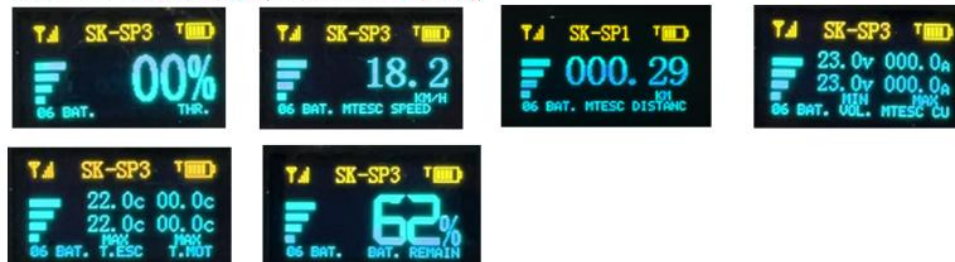 SK-SP3 T
00%
THR.
06 BAT.
SK-SP3 T
18.2
KM/H
06 BAT. MTESC SPEED
SK-SP1 T
000.29
KM
06 BAT. MTESC DISTANC
SK-SP3 T
23.0v 000.0A
23.0v 000.0A
MIN MAX
06 BAT. VOL. MTESC CU
SK-SP3 T
22.0c 00.0c
22.0c 00.0c
MAX MAX
06 BAT. T.ESC T.MOT
SK-SP3 T
62%
06 BAT. BAT. REMAIN